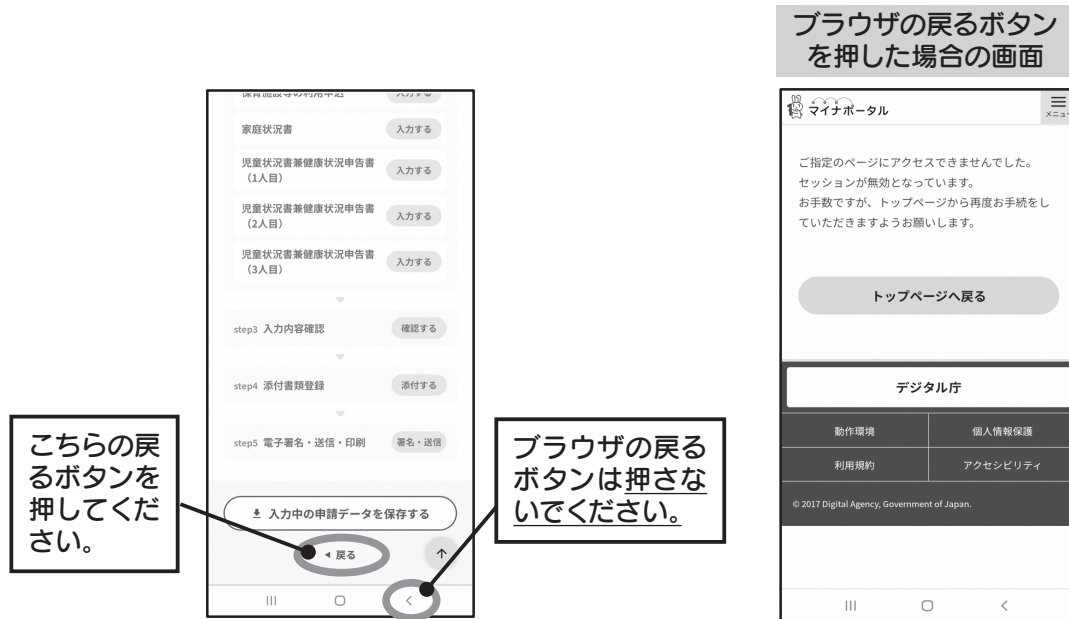 ブラウザの戻るボタン
を押した場合の画面
家庭状況書
入力する
児童状況書兼健康状況申告書
（1人目）
入力する
児童状況書兼健康状況申告書
（2人目）
入力する
児童状況書兼健康状況申告書
（3人目）
入力する
step3 入力内容確認
確認する
step4 添付書類登録
添付する
step5 電子署名・送信・印刷
署名・送信
入力中の申請データを保存する
戻る
こちらの戻
るボタンを
押してくだ
さい。
ブラウザの戻る
ボタンは押さな
いでください。
マイナポータル
メニュー
ご指定のページにアクセスできませんでした。
セッションが無効となっています。
お手数ですが、トップページから再度お手続をし
ていただきますようお願いします。
トップページへ戻る
デジタル庁
動作環境
個人情報保護
利用規約
アクセシビリティ
© 2017 Digital Agency, Government of Japan.